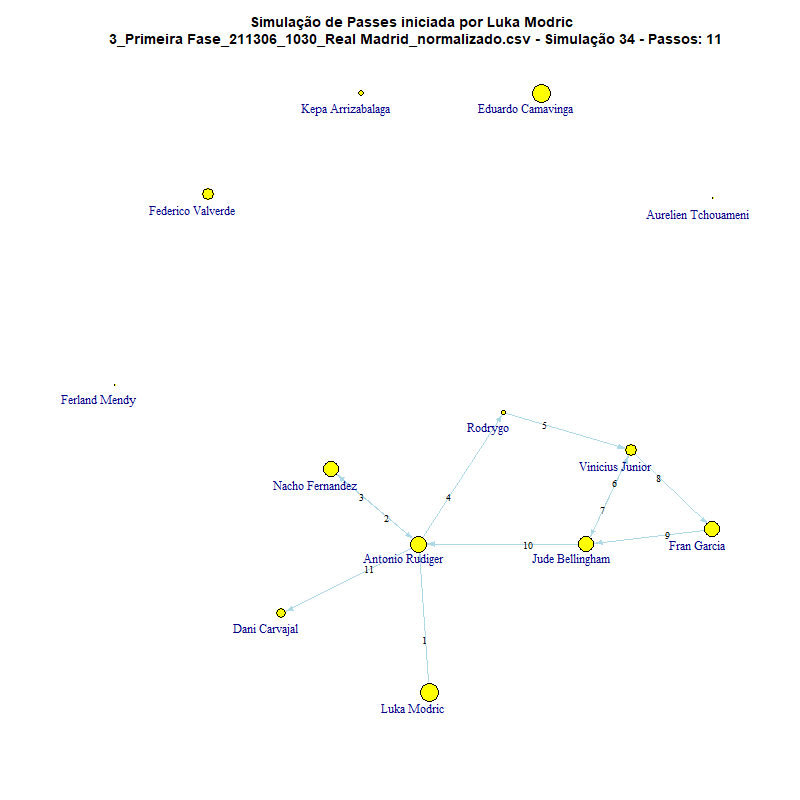 Simulação de Passes iniciada por Luka Modric
3_Primeira Fase_211306_1030_Real Madrid_normalizado.csv - Simulação 34 - Passos: 11
Kepa Arrizabalaga
Eduardo Camavinga
Federico Valverde
Aurelien Tchouameni
Ferland Mendy
Rodrygo
5
Vinicius Junior
Nacho Fernandez
8
6
3
4
7
2
9
10
Fran Garcia
Antonio Rudiger
Jude Bellingham
11
Dani Carvajal
1
Luka Modric